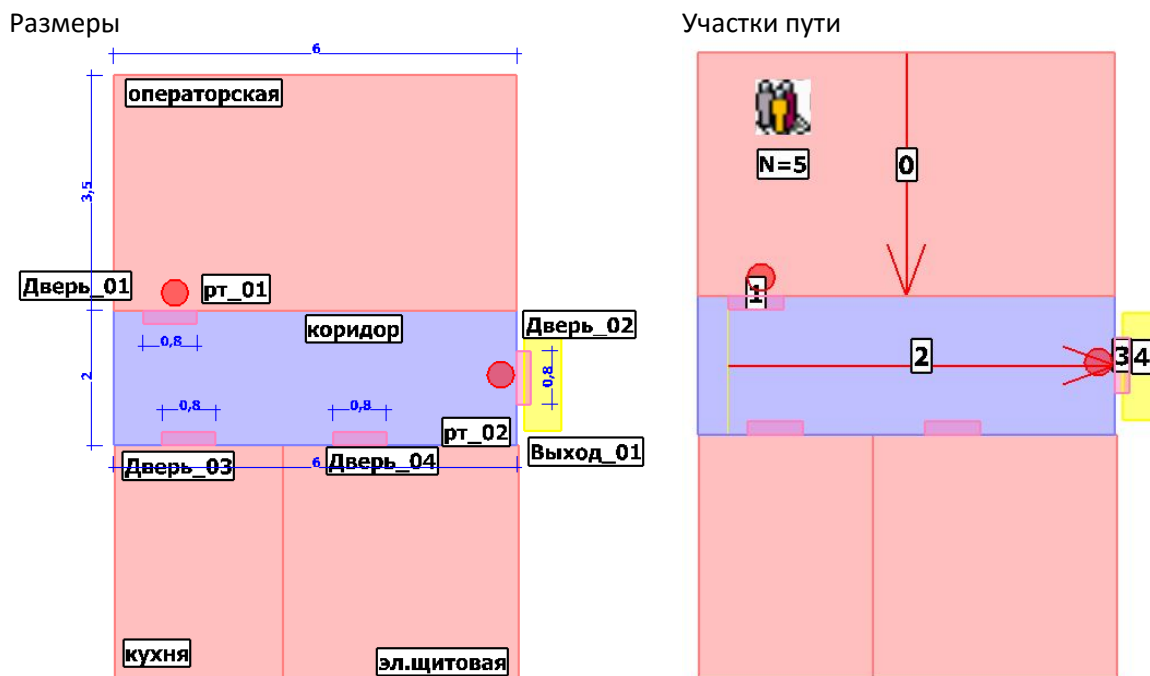 Размеры
Участки пути
6
операторская
3,5
Дверь_01
рт_01
коридор
Дверь_02
0,8
2
0,8
0,8
0,8
рт_02
Дверь_03
6
Дверь_04
Выход_01
кухня
эл.щитовая
N=5
0
1
2
3
4